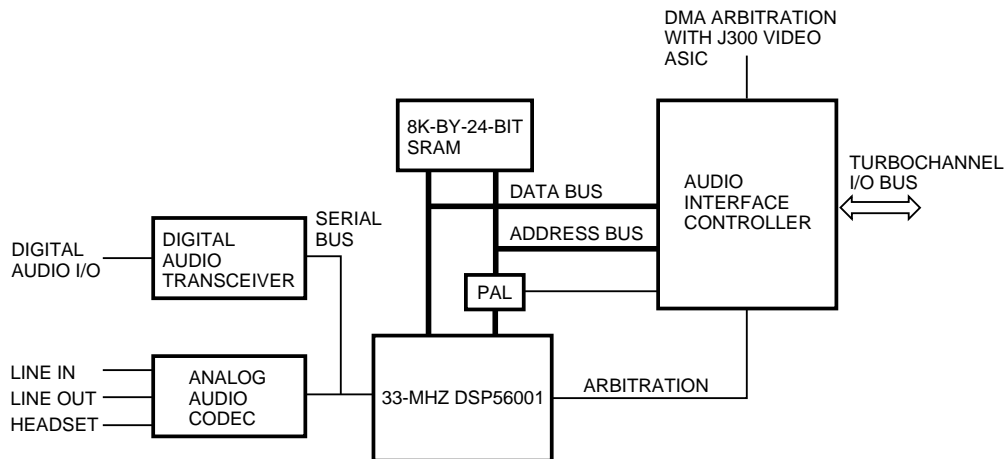 DMA ARBITRATION
WITH J300 VIDEO
ASIC
8K-BY-24-BIT
SRAM
DATA BUS
ADDRESS BUS
AUDIO
INTERFACE
CONTROLLER
TURBOCHANNEL
I/O BUS
SERIAL
BUS
DIGITAL
AUDIO I/O
DIGITAL
AUDIO
TRANSCEIVER
PAL
LINE IN
LINE OUT
HEADSET
ANALOG
AUDIO
CODEC
33-MHZ DSP56001
ARBITRATION